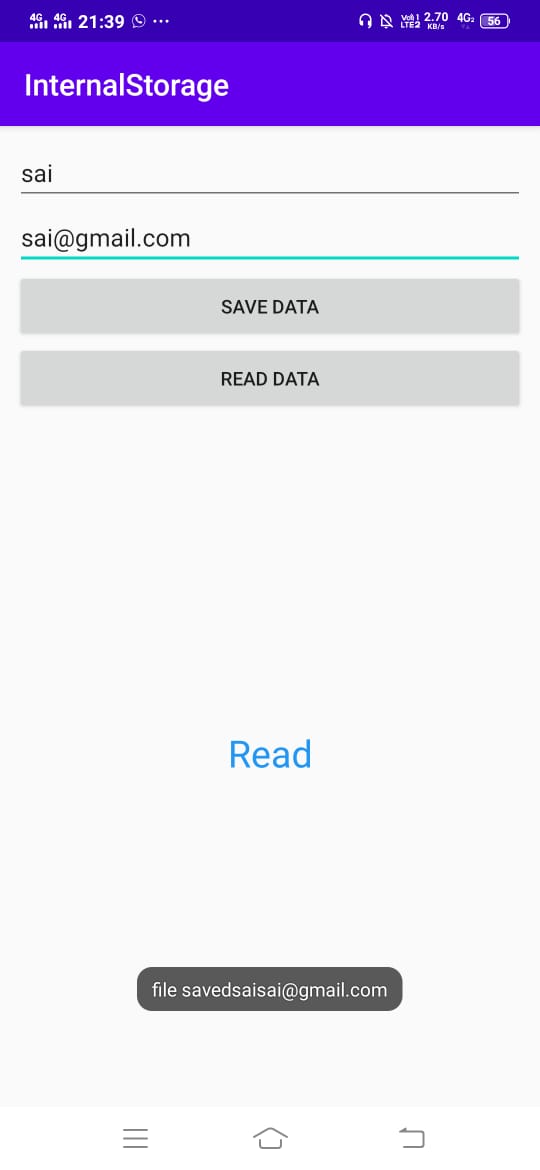 4G 4G 21:39 ... Vo) 1 LTE2 2.70 KB/s 4G2 56
InternalStorage
sai
sai@gmail.com
SAVE DATA
READ DATA
Read
file savedsaisai@gmail.com